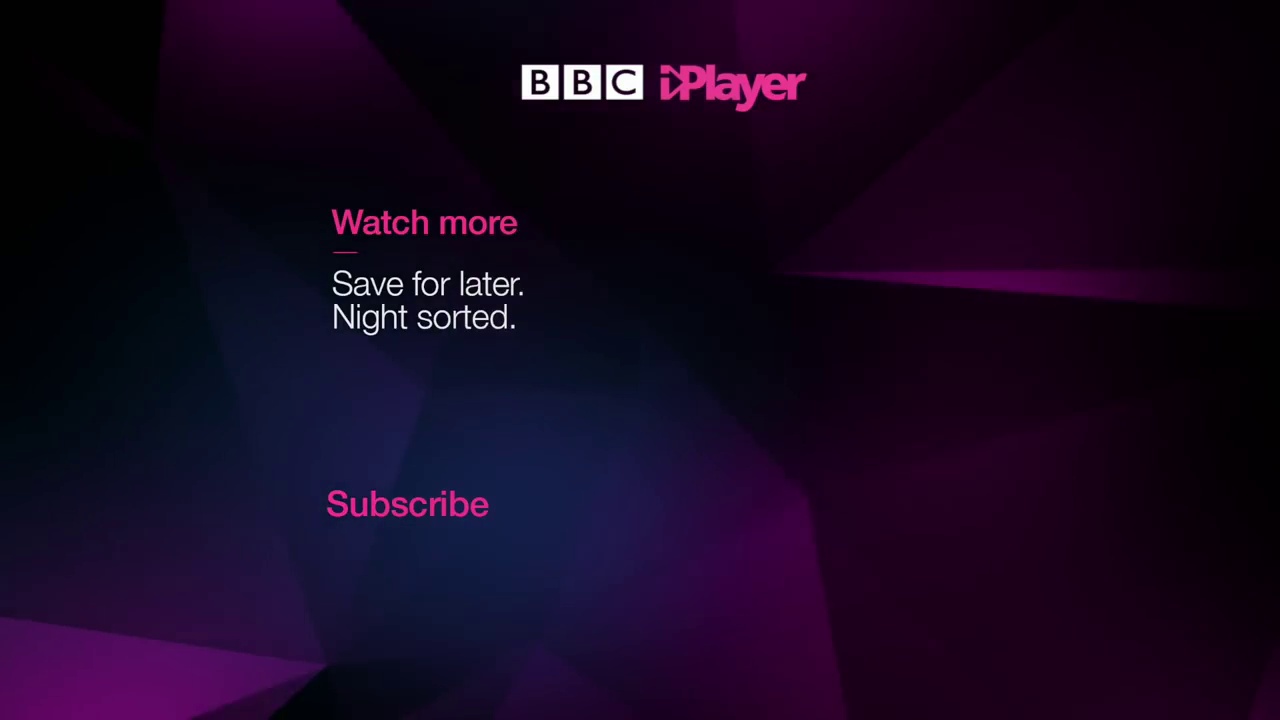 BBC iPlayer
Watch more
Save for later.
Night sorted.
Subscribe